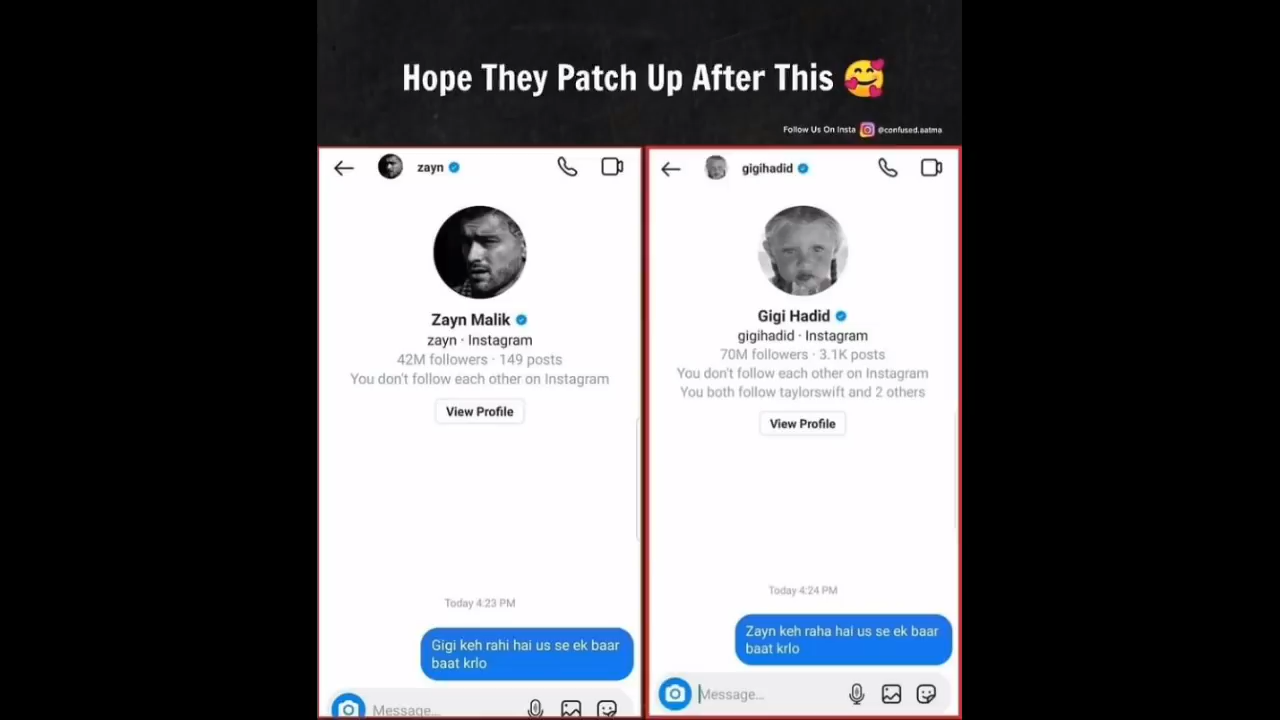 Hope They Patch Up After This 🥰
Follow Us On Insta @confused.aatma
zayn
Zayn Malik
zayn · Instagram
42M followers · 149 posts
You don't follow each other on Instagram
View Profile
Today 4:23 PM
Gigi keh rahi hai us se ek baar
baat krlo
Message...
gigihadid
Gigi Hadid
gigihadid · Instagram
70M followers · 3.1K posts
You don't follow each other on Instagram
You both follow taylorswift and 2 others
View Profile
Today 4:24 PM
Zayn keh raha hai us se ek baar
baat krlo
Message...